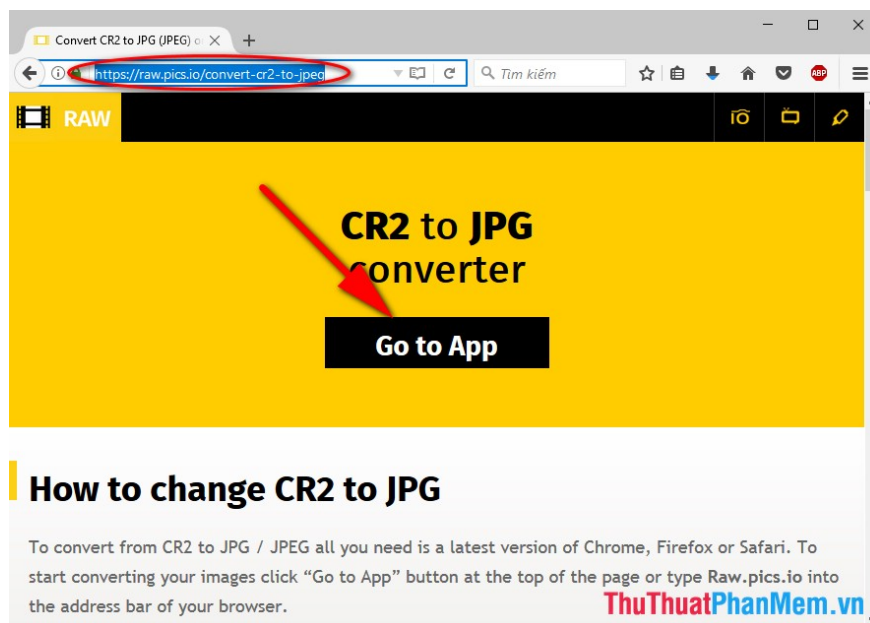 Convert CR2 to JPG (JPEG) o
https://raw.pics.io/convert-cr2-to-jpeg
Tìm kiếm
ABP
RAW
CR2 to JPG
converter
Go to App
How to change CR2 to JPG
To convert from CR2 to JPG / JPEG all you need is a latest version of Chrome, Firefox or Safari. To
start converting your images click “Go to App” button at the top of the page or type Raw.pics.io into
the address bar of your browser.
ThuThuatPhanMem.vn